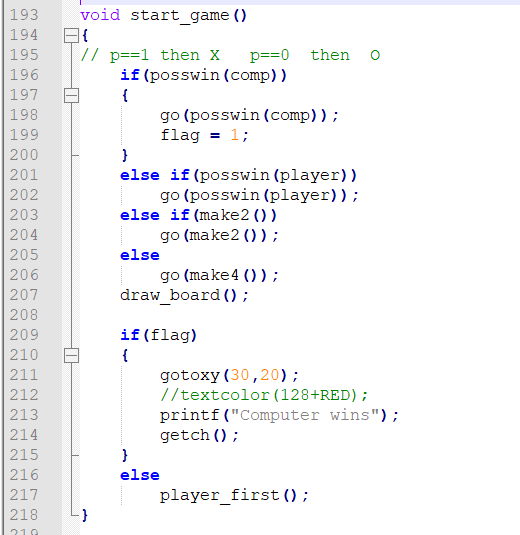 193 void start_game()
194 {
195 // p==1 then X   p==0  then  O
196     if(posswin(comp))
197     {
198         go(posswin(comp));
199         flag = 1;
200     }
201     else if(posswin(player))
202         go(posswin(player));
203     else if(make2())
204         go(make2());
205     else
206         go(make4());
207     draw_board();
208
209     if(flag)
210     {
211         gotoxy(30,20);
212         //textcolor(128+RED);
213         printf("Computer wins");
214         getch();
215     }
216     else
217         player_first();
218 }
219